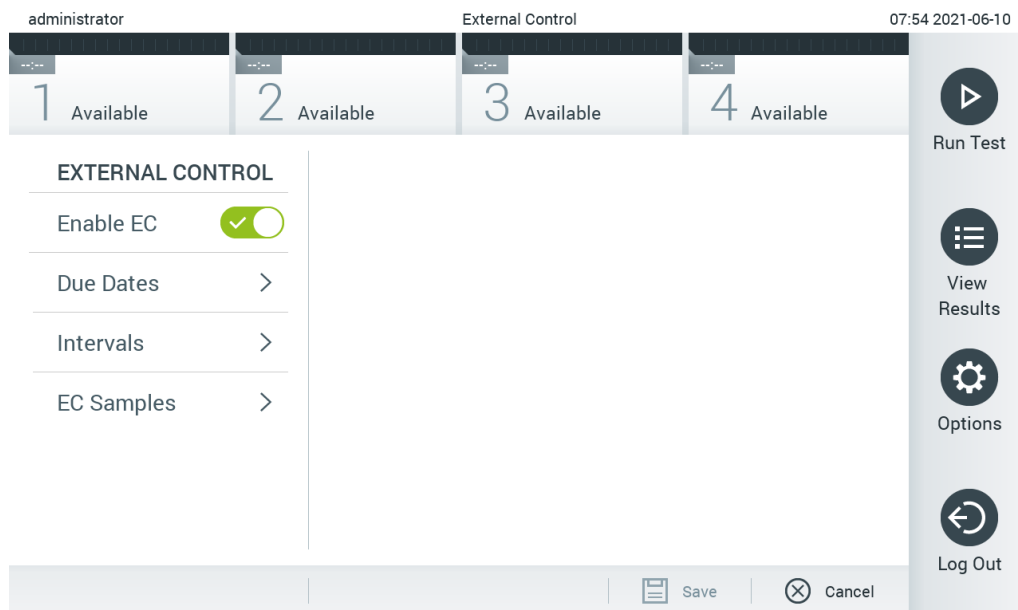 administrator
External Control
07:54 2021-06-10
--:--
--:--
--:--
--:--
1 Available
2 Available
3 Available
4 Available
EXTERNAL CONTROL
Enable EC
Due Dates
Intervals
EC Samples
Run Test
View
Results
Options
Log Out
Save
Cancel